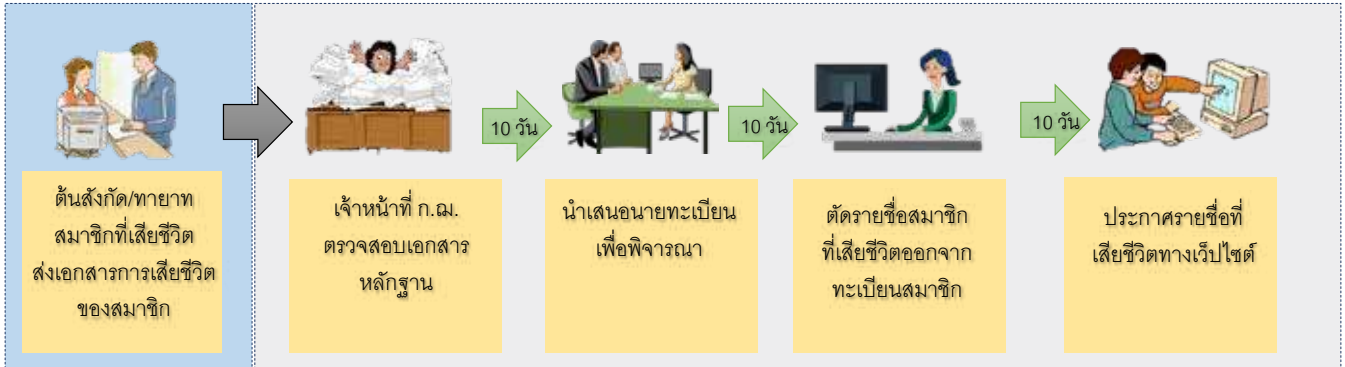 ต้นสังกัด/ทายาท
สมาชิกที่เสียชีวิต
ส่งเอกสารการเสียชีวิต
ของสมาชิก
เจ้าหน้าที่ ก.ฌ.
ตรวจสอบเอกสาร
หลักฐาน
10 วัน
นำเสนอนายทะเบียน
เพื่อพิจารณา
10 วัน
ตัดรายชื่อสมาชิก
ที่เสียชีวิตออกจาก
ทะเบียนสมาชิก
10 วัน
ประกาศรายชื่อที่
เสียชีวิตทางเว็ปไซต์